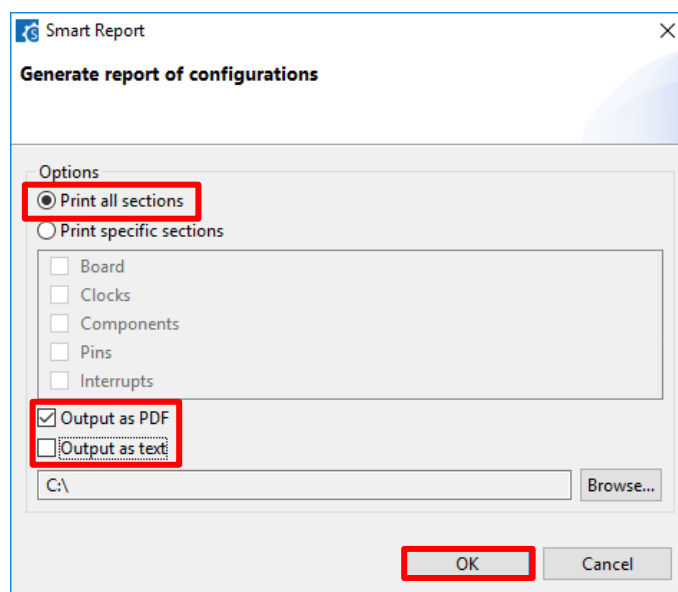 Smart Report
Generate report of configurations
Options
Print all sections
Print specific sections
Board
Clocks
Components
Pins
Interrupts
Output as PDF
Output as text
C:\
Browse...
OK
Cancel